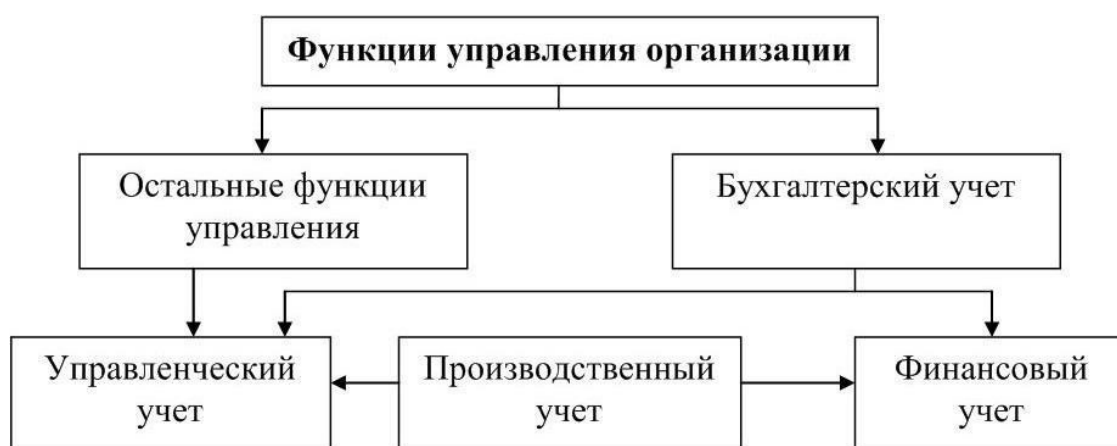 Функции управления организации
Остальные функции
управления
Бухгалтерский учет
Управленческий
учет
Производственный
учет
Финансовый
учет